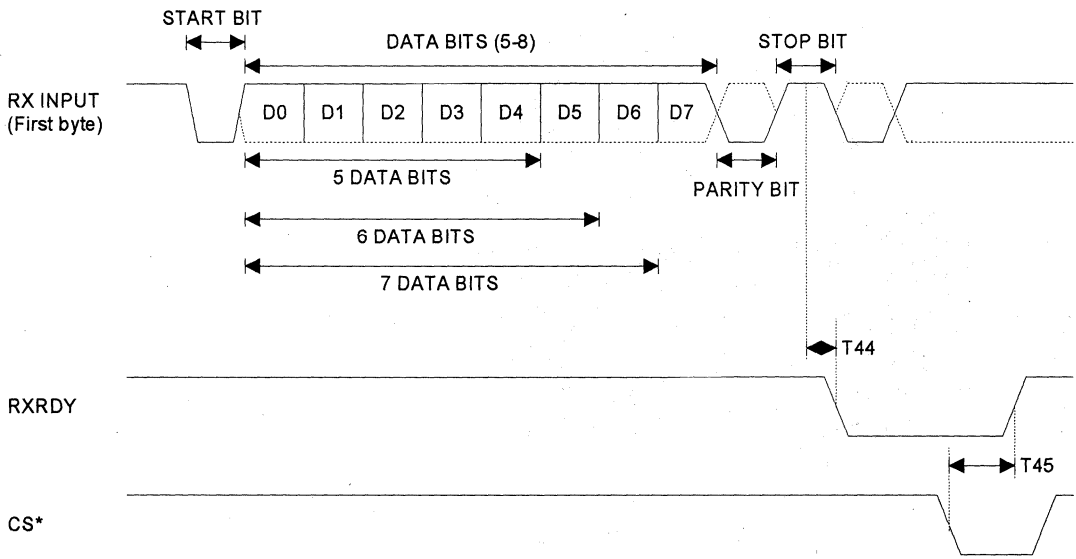 START BIT
DATA BITS (5-8)
STOP BIT
RX INPUT
(First byte)
D0 D1 D2 D3 D4 D5 D6 D7
5 DATA BITS
PARITY BIT
6 DATA BITS
7 DATA BITS
T44
RXRDY
T45
CS*